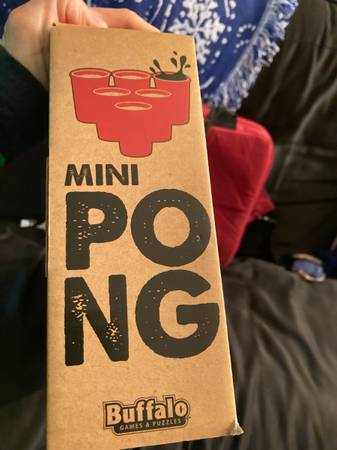 MINI
PO
NG
Buffalo
GAMES & PUZZLES